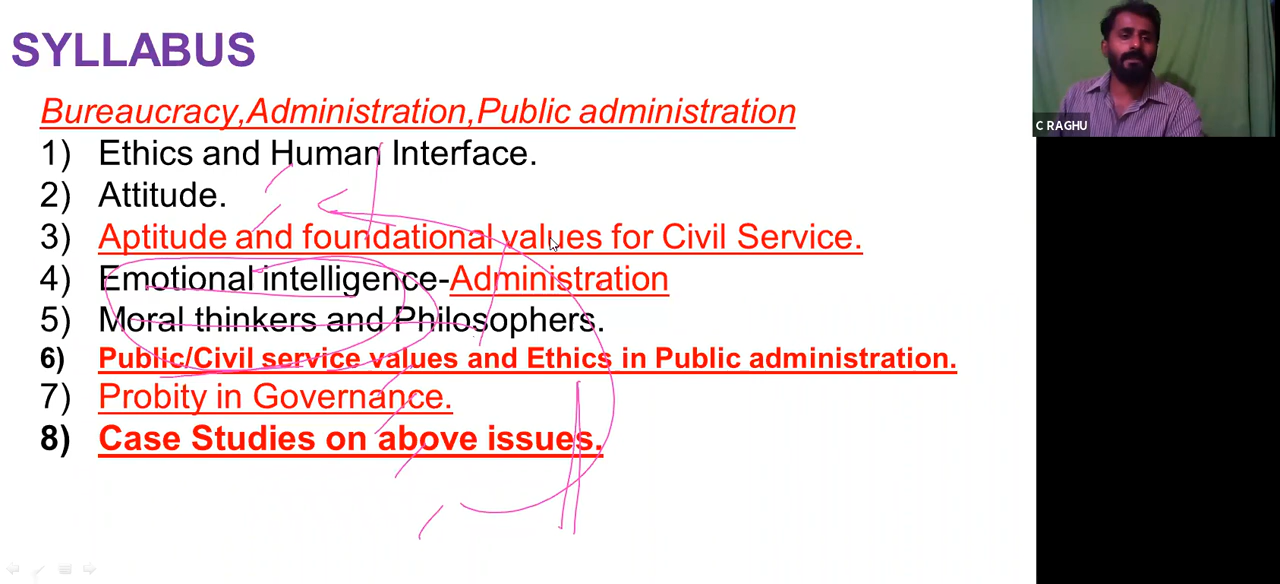 SYLLABUS
Bureaucracy,Administration,Public administration
1) Ethics and Human Interface.
2) Attitude.
3) Aptitude and foundational values for Civil Service.
4) Emotional intelligence-Administration
5) Moral thinkers and Philosophers.
6) Public/Civil service values and Ethics in Public administration.
7) Probity in Governance.
8) Case Studies on above issues.
C RAGHU